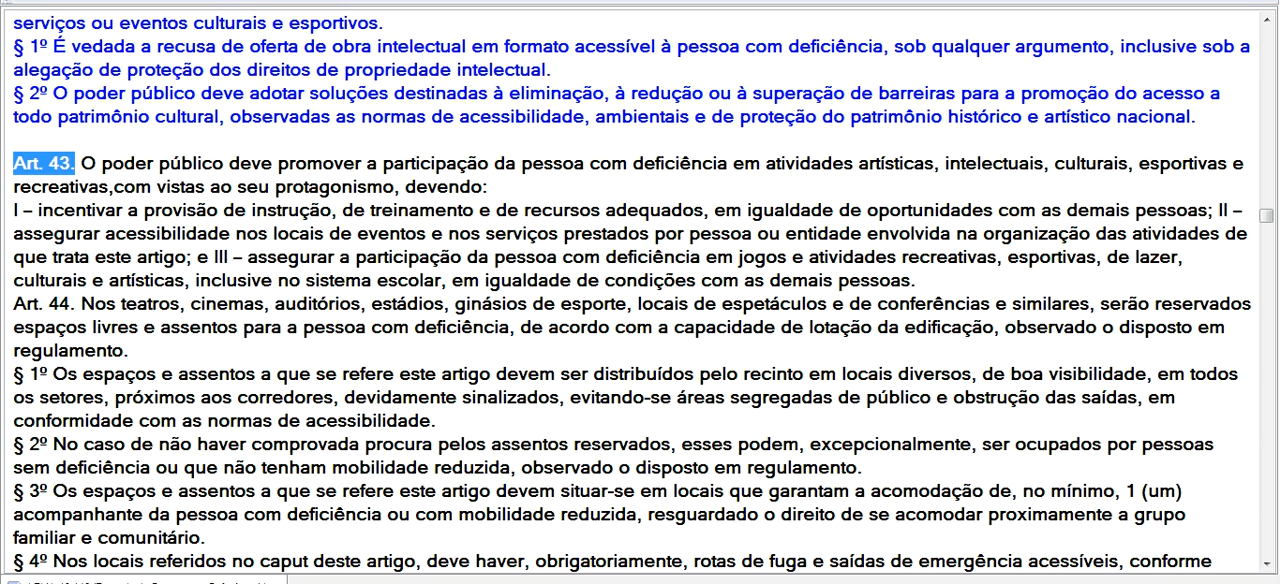 serviços ou eventos culturais e esportivos.
§ 1º É vedada a recusa de oferta de obra intelectual em formato acessível à pessoa com deficiência, sob qualquer argumento, inclusive sob a
alegação de proteção dos direitos de propriedade intelectual.
§ 2º O poder público deve adotar soluções destinadas à eliminação, à redução ou à superação de barreiras para a promoção do acesso a
todo patrimônio cultural, observadas as normas de acessibilidade, ambientais e de proteção do patrimônio histórico e artístico nacional.
Art. 43. O poder público deve promover a participação da pessoa com deficiência em atividades artísticas, intelectuais, culturais, esportivas e
recreativas,com vistas ao seu protagonismo, devendo:
I – incentivar a provisão de instrução, de treinamento e de recursos adequados, em igualdade de oportunidades com as demais pessoas; II –
assegurar acessibilidade nos locais de eventos e nos serviços prestados por pessoa ou entidade envolvida na organização das atividades de
que trata este artigo; e III – assegurar a participação da pessoa com deficiência em jogos e atividades recreativas, esportivas, de lazer,
culturais e artísticas, inclusive no sistema escolar, em igualdade de condições com as demais pessoas.
Art. 44. Nos teatros, cinemas, auditórios, estádios, ginásios de esporte, locais de espetáculos e de conferências e similares, serão reservados
espaços livres e assentos para a pessoa com deficiência, de acordo com a capacidade de lotação da edificação, observado o disposto em
regulamento.
§ 1º Os espaços e assentos a que se refere este artigo devem ser distribuídos pelo recinto em locais diversos, de boa visibilidade, em todos
os setores, próximos aos corredores, devidamente sinalizados, evitando-se áreas segregadas de público e obstrução das saídas, em
conformidade com as normas de acessibilidade.
§ 2º No caso de não haver comprovada procura pelos assentos reservados, esses podem, excepcionalmente, ser ocupados por pessoas
sem deficiência ou que não tenham mobilidade reduzida, observado o disposto em regulamento.
§ 3º Os espaços e assentos a que se refere este artigo devem situar-se em locais que garantam a acomodação de, no mínimo, 1 (um)
acompanhante da pessoa com deficiência ou com mobilidade reduzida, resguardado o direito de se acomodar proximamente a grupo
familiar e comunitário.
§ 4º Nos locais referidos no caput deste artigo, deve haver, obrigatoriamente, rotas de fuga e saídas de emergência acessíveis, conforme